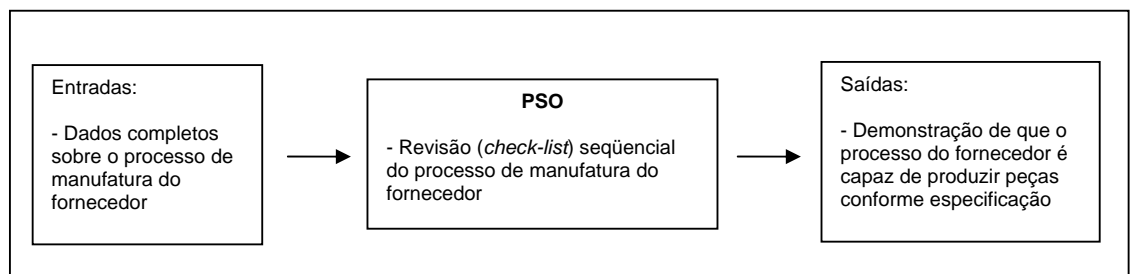 Entradas:
- Dados completos
sobre o processo de
manufatura do
fornecedor
PSO
- Revisão (check-list) seqüencial
do processo de manufatura do
fornecedor
Saídas:
- Demonstração de que o
processo do fornecedor é
capaz de produzir peças
conforme especificação